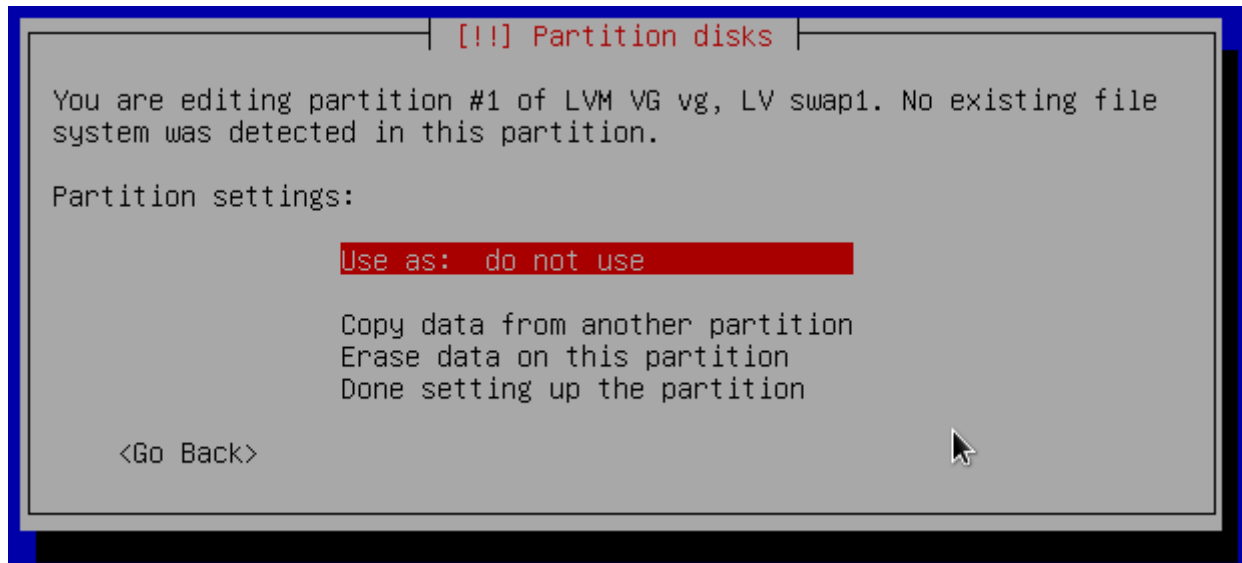 [!!] Partition disks
You are editing partition #1 of LVM VG vg, LV swap1. No existing file
system was detected in this partition.
Partition settings:
Use as: do not use
Copy data from another partition
Erase data on this partition
Done setting up the partition
<Go Back>